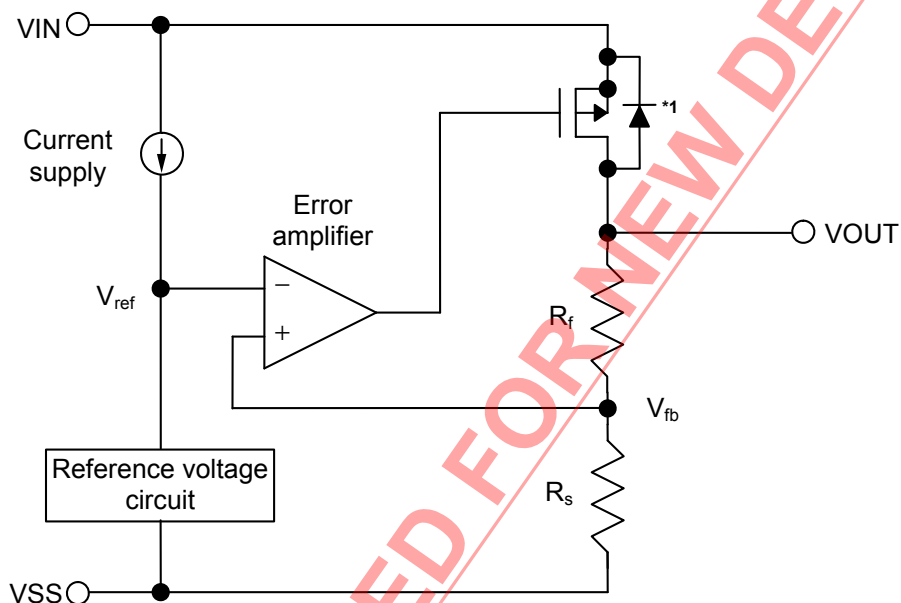 VIN
*1
Current
supply
Error
amplifier
VOUT
Vref
−
+
Rf
Vfb
Reference voltage
circuit
Rs
VSS
ED FOR NEW DE